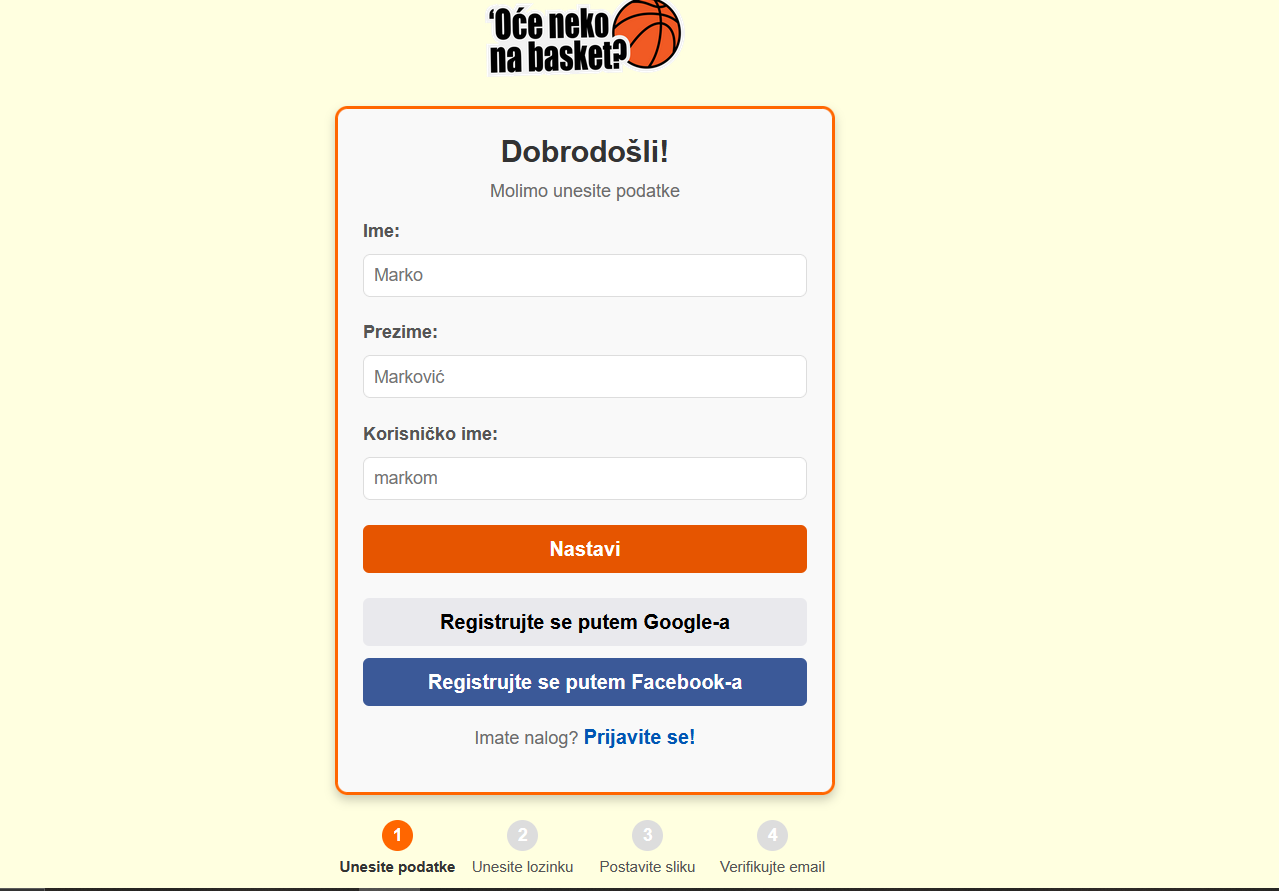 ‘Oće neko
na basket?
Dobrodošli!
Molimo unesite podatke
Ime:
Marko
Prezime:
Marković
Korisničko ime:
markom
Nastavi
Registrujte se putem Google-a
Registrujte se putem Facebook-a
Imate nalog? Prijavite se!
1 2 3 4
Unesite podatke Unesite lozinku Postavite sliku Verifikujte email